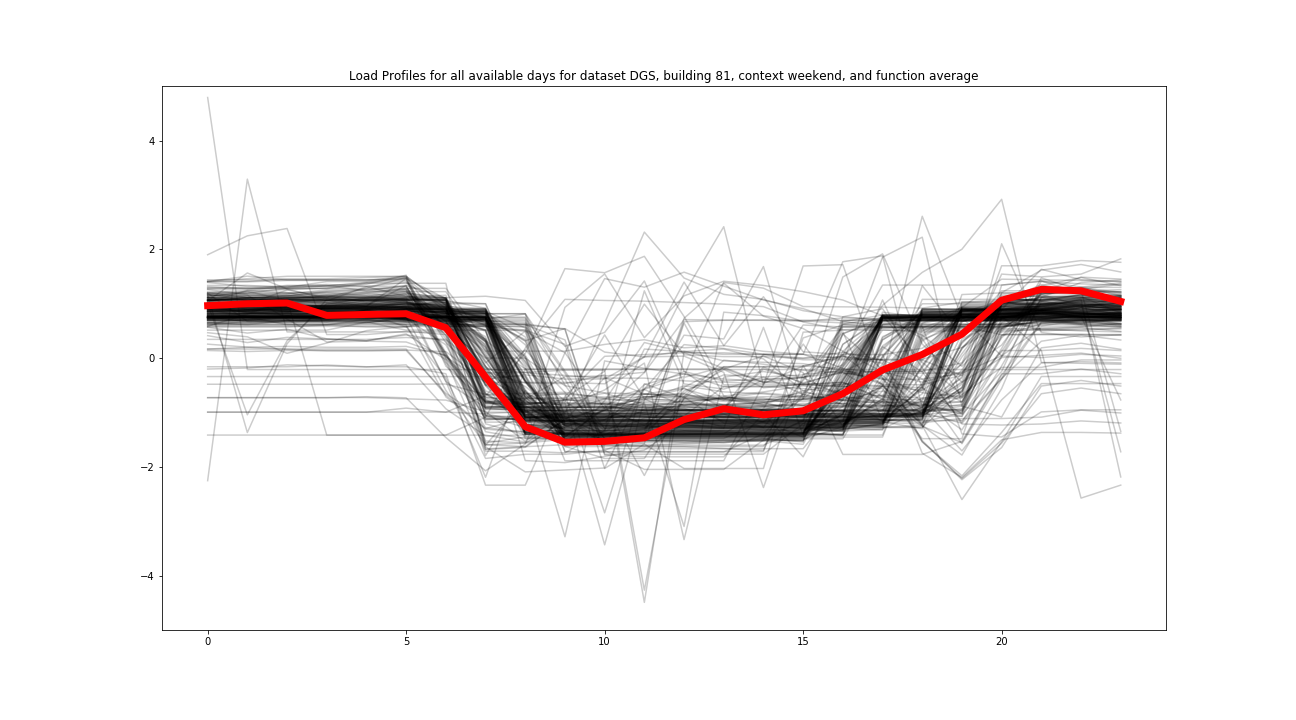 Load Profiles for all available days for dataset DGS, building 81, context weekend, and function average
4
2
0
−2
−4
0 5 10 15 20